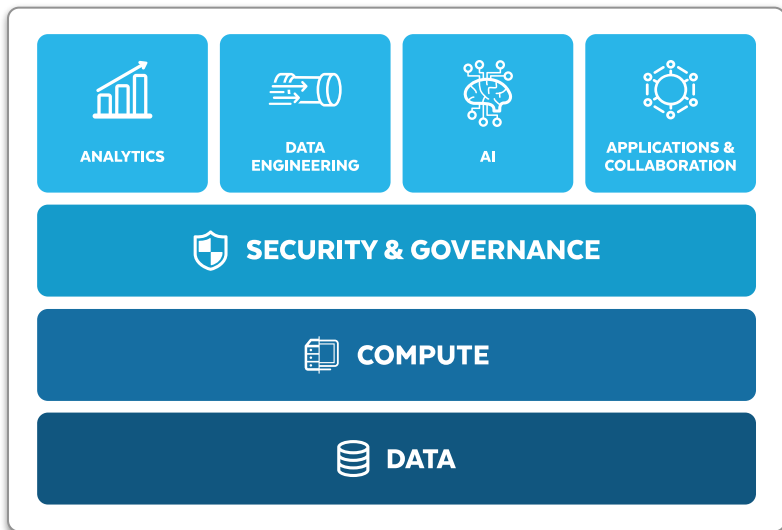 ANALYTICS
DATA
ENGINEERING
AI
APPLICATIONS &
COLLABORATION
SECURITY & GOVERNANCE
COMPUTE
DATA